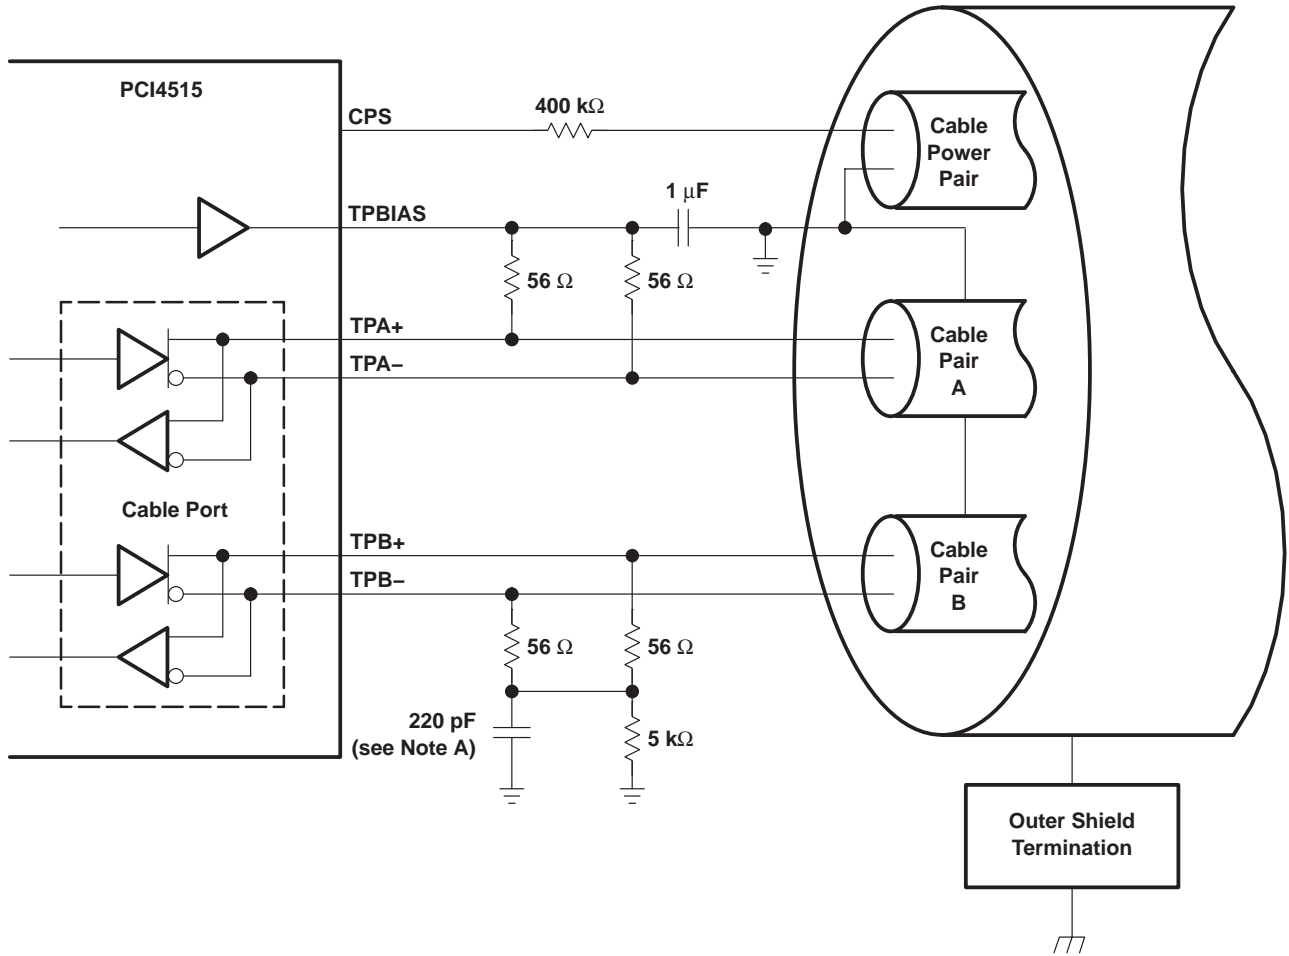 PCI4515
CPS
400 kΩ
Cable
Power
Pair
TPBIAS
1 μF
56 Ω
56 Ω
TPA+
TPA−
Cable
Pair
A
Cable Port
TPB+
TPB−
Cable
Pair
B
56 Ω
56 Ω
220 pF
(see Note A)
5 kΩ
Outer Shield
Termination